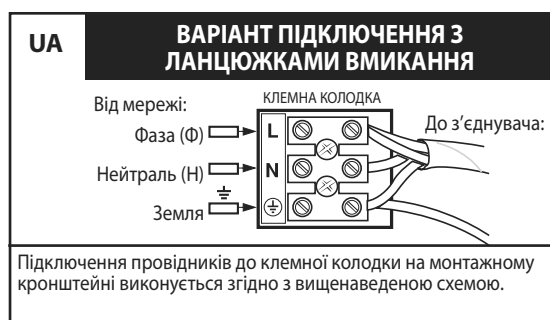 UA
ВАРІАНТ ПІДКЛЮЧЕННЯ З
ЛАНЦЮЖКАМИ ВМИКАННЯ
Від мережі:
КЛЕМНА КОЛОДКА
Фаза (Ф)
L
До з’єднувача:
Нейтраль (Н)
N
Земля
Підключення провідників до клемної колодки на монтажному
кронштейні виконується згідно з вищенаведеною схемою.